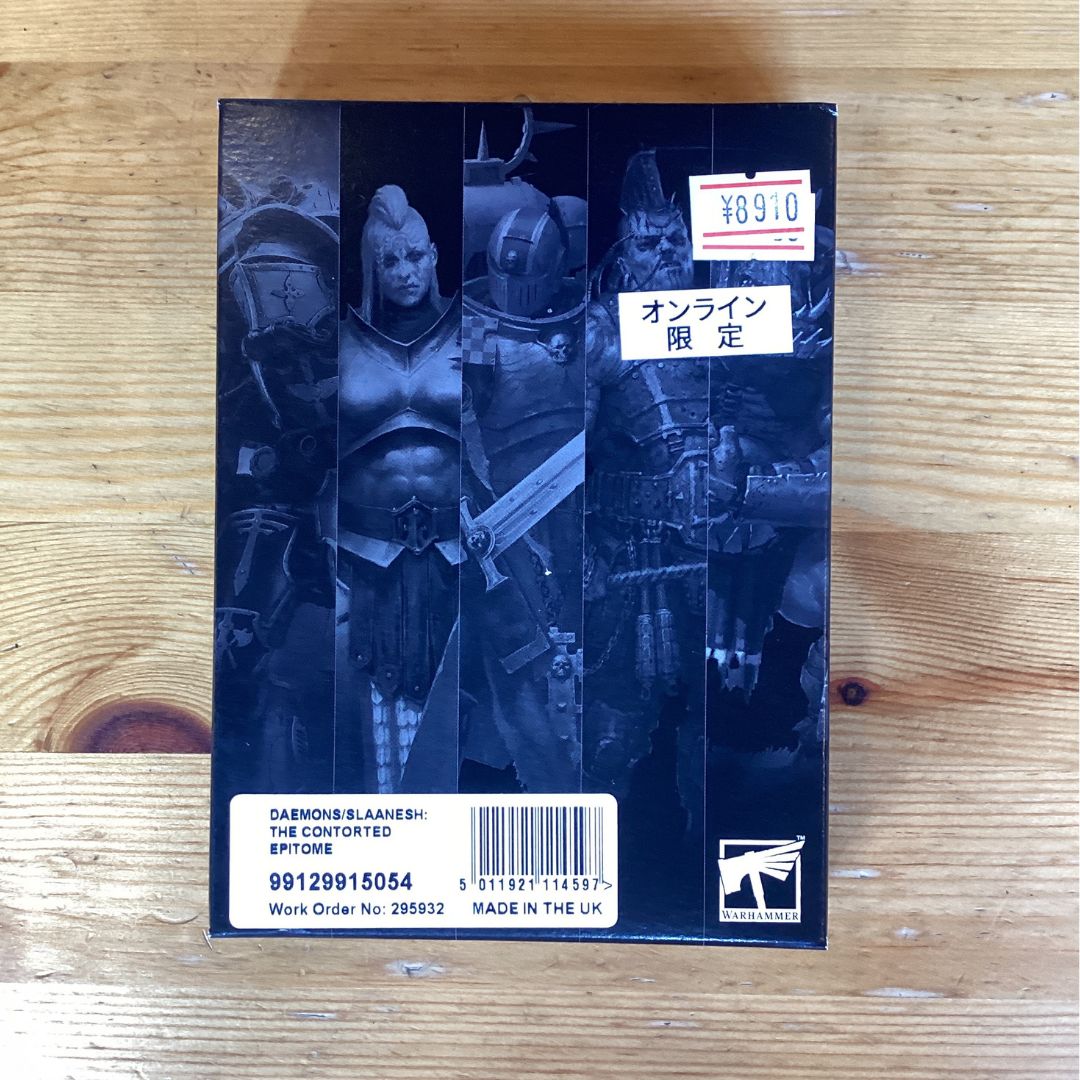 ¥8910
オンライン
限 定
DAEMONS/SLAANESH:
THE CONTORTED
EPITOME
99129915054
Work Order No: 295932
5 011921 114597 >
MADE IN THE UK
TM
WARHAMMER